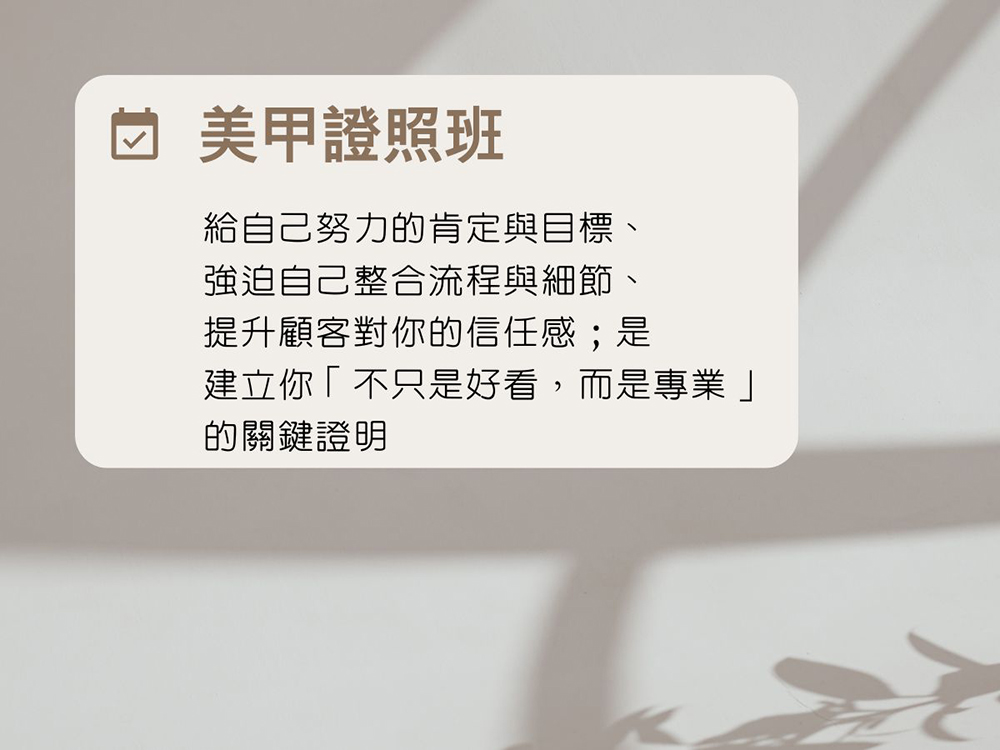 美甲證照班
給自己努力的肯定與目標、
強迫自己整合流程與細節、
提升顧客對你的信任感；是
建立你「不只是好看，而是專業」
的關鍵證明